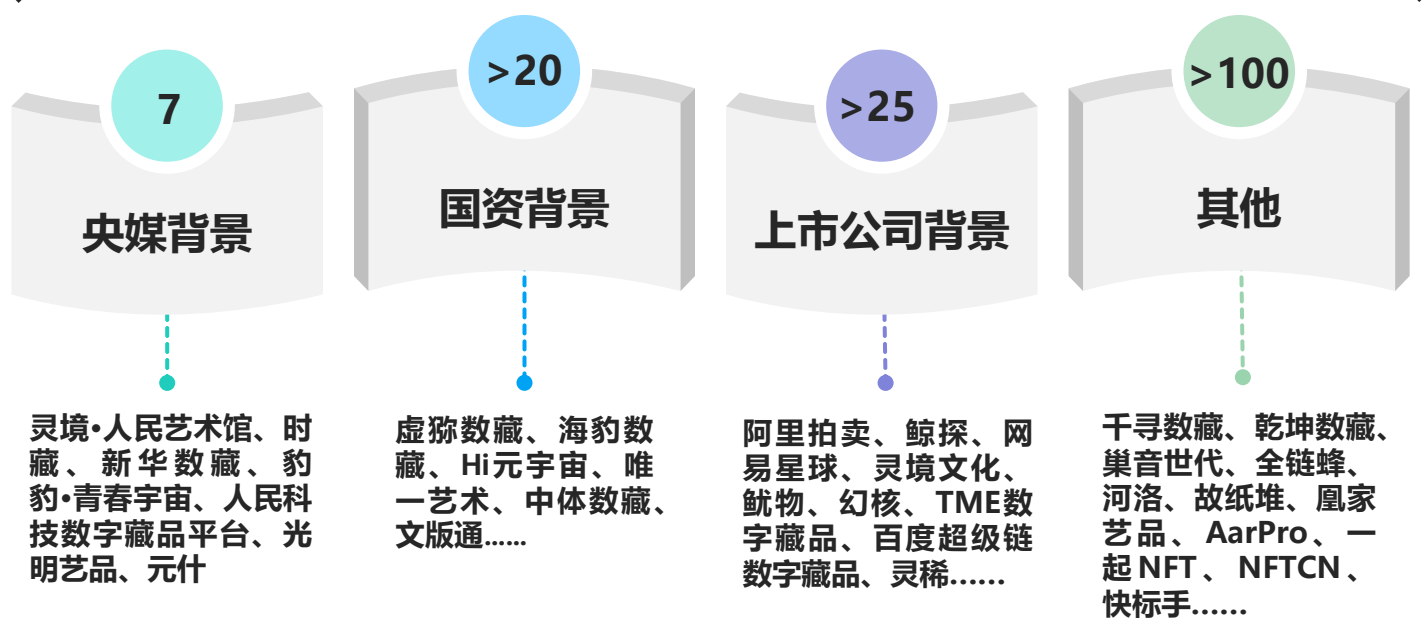 7
央媒背景
灵境•人民艺术馆、时
藏、新华数藏、豹
豹•青春宇宙、人民科
技数字藏品平台、光
明艺品、元什
>20
国资背景
虚猕数藏、海豹数
藏、Hi元宇宙、唯
一艺术、中体数藏、
文版通......
>25
上市公司背景
阿里拍卖、鲸探、网
易星球、灵境文化、
鱿物、幻核、TME数
字藏品、百度超级链
数字藏品、灵稀……
>100
其他
千寻数藏、乾坤数藏、
巢音世代、全链蜂、
河洛、故纸堆、凰家
艺品、AarPro、一
起NFT、NFTCN、
快标手……